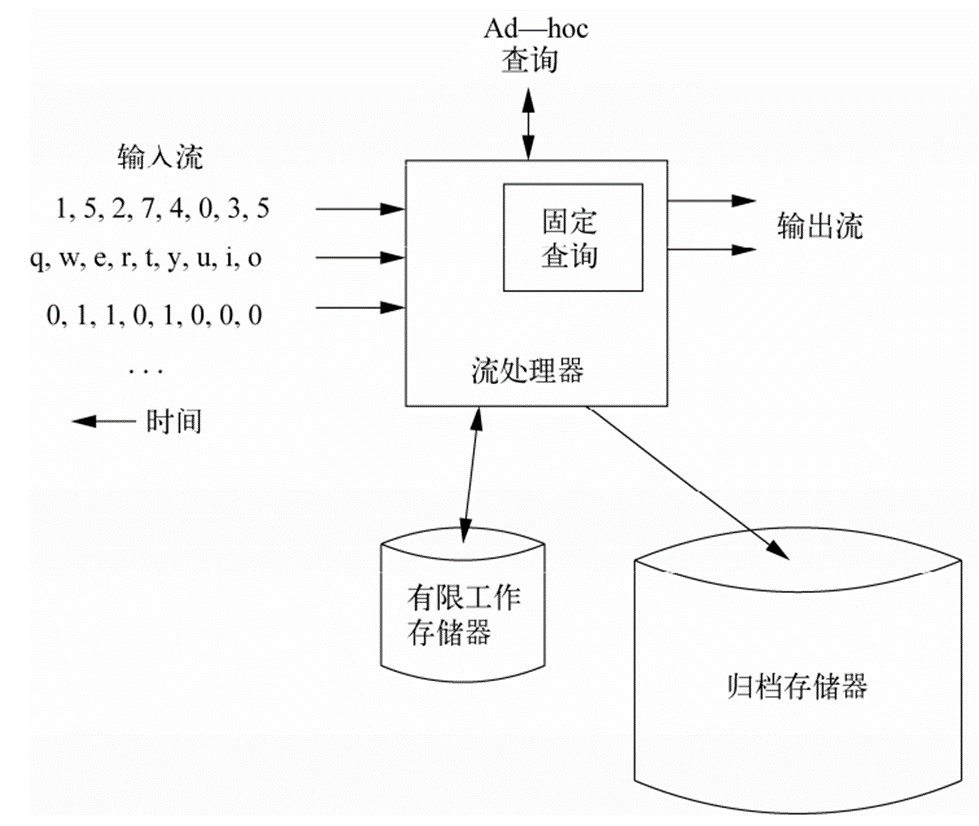 Ad—hoc
查询
输入流
1, 5, 2, 7, 4, 0, 3, 5
q, w, e, r, t, y, u, i, o
0, 1, 1, 0, 1, 0, 0, 0
...
时间
固定
查询
流处理器
输出流
有限工作
存储器
归档存储器